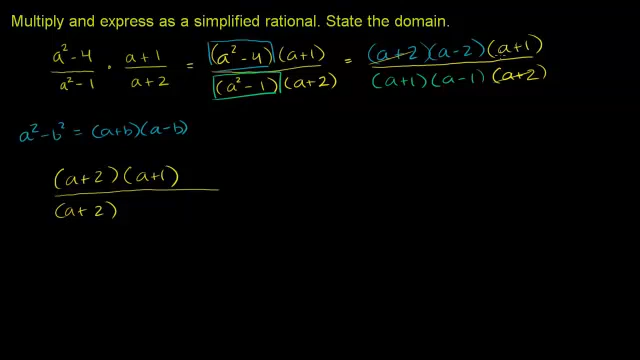 Multiply and express as a simplified rational. State the domain.
a² - 4 / a² - 1 · a + 1 / a + 2 = (a² - 4)(a+1) / (a² - 1)(a+2) = (a+2)(a-2)(a+1) / (a+1)(a-1)(a+2)
a² - b² = (a+b)(a-b)
(a+2)(a+1)
(a+2)